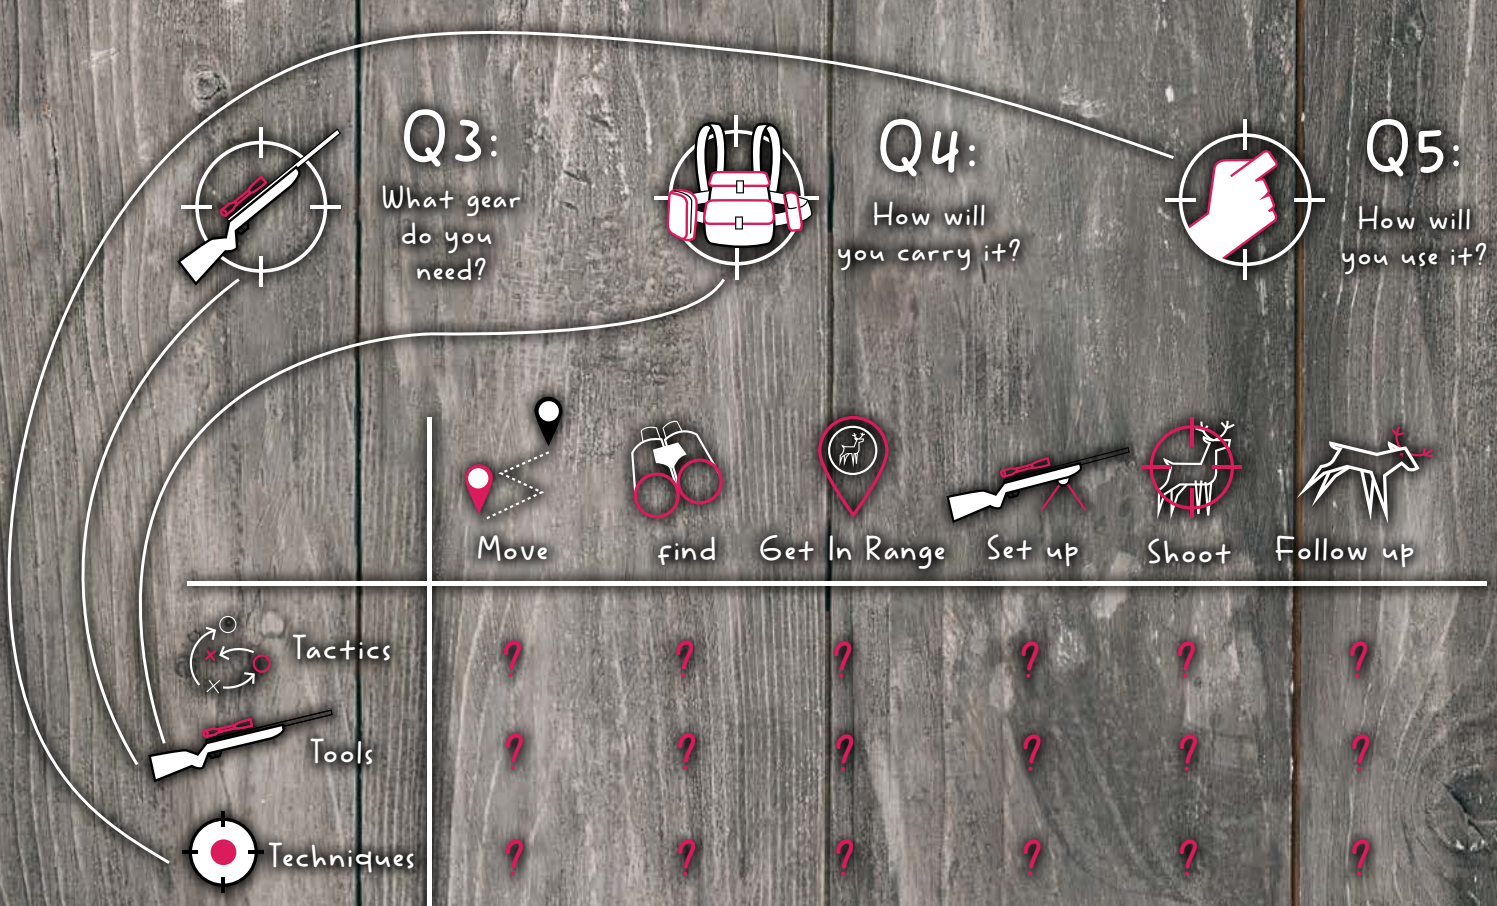 Q3:
What gear
do you
need?
Q4:
How will
you carry it?
Q5:
How will
you use it?
Move
find
Get In Range
Set up
Shoot
Follow up
Tactics
? ? ? ? ? ?
Tools
? ? ? ? ? ?
Techniques
? ? ? ? ? ?